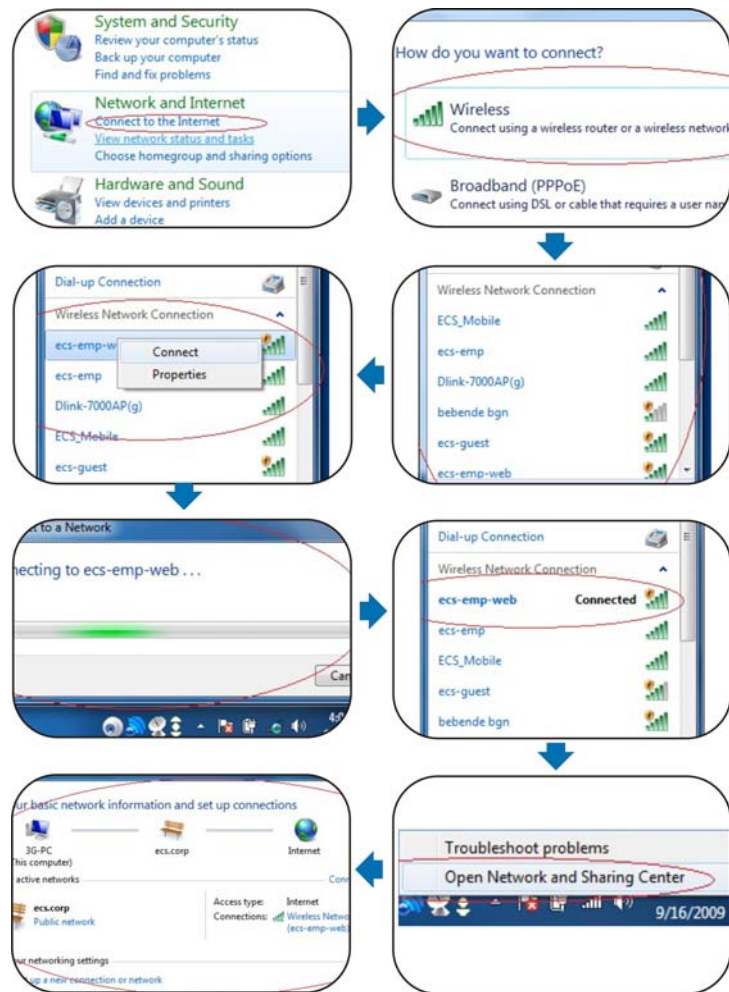 System and Security
Review your computer's status
Back up your computer
Find and fix problems
Network and Internet
Connect to the Internet
View network status and tasks
Choose homegroup and sharing options
Hardware and Sound
View devices and printers
Add a device
How do you want to connect?
Wireless
Connect using a wireless router or a wireless network
Broadband (PPPoE)
Connect using DSL or cable that requires a user
Wireless Network Connection
ECS_Mobile
ecs-emp
Dlink-7000AP(g)
bebende bgn
ecs-guest
ecs-emp-web
Dial-up Connection
Wireless Network Connection
ecs-emp-w
Connect
ecs-emp
Properties
Dlink-7000AP(g)
ECS_Mobile
ecs-guest
to a Network
necting to ecs-emp-web . . .
Can
Dial-up Connection
Wireless Network Connection
ecs-emp-web Connected
ecs-emp
ECS_Mobile
ecs-guest
bebende bgn
Troubleshoot problems
Open Network and Sharing Center
9/16/2009
ur basic network information and set up connections
3G-PC
ecs.corp
Internet
his computer)
active networks
Conn
ecs.corp
Public network
Access type: Internet
Connections: Wireless Netwo
(ecs-emp-web)
ur networking settings
up a new connection or network